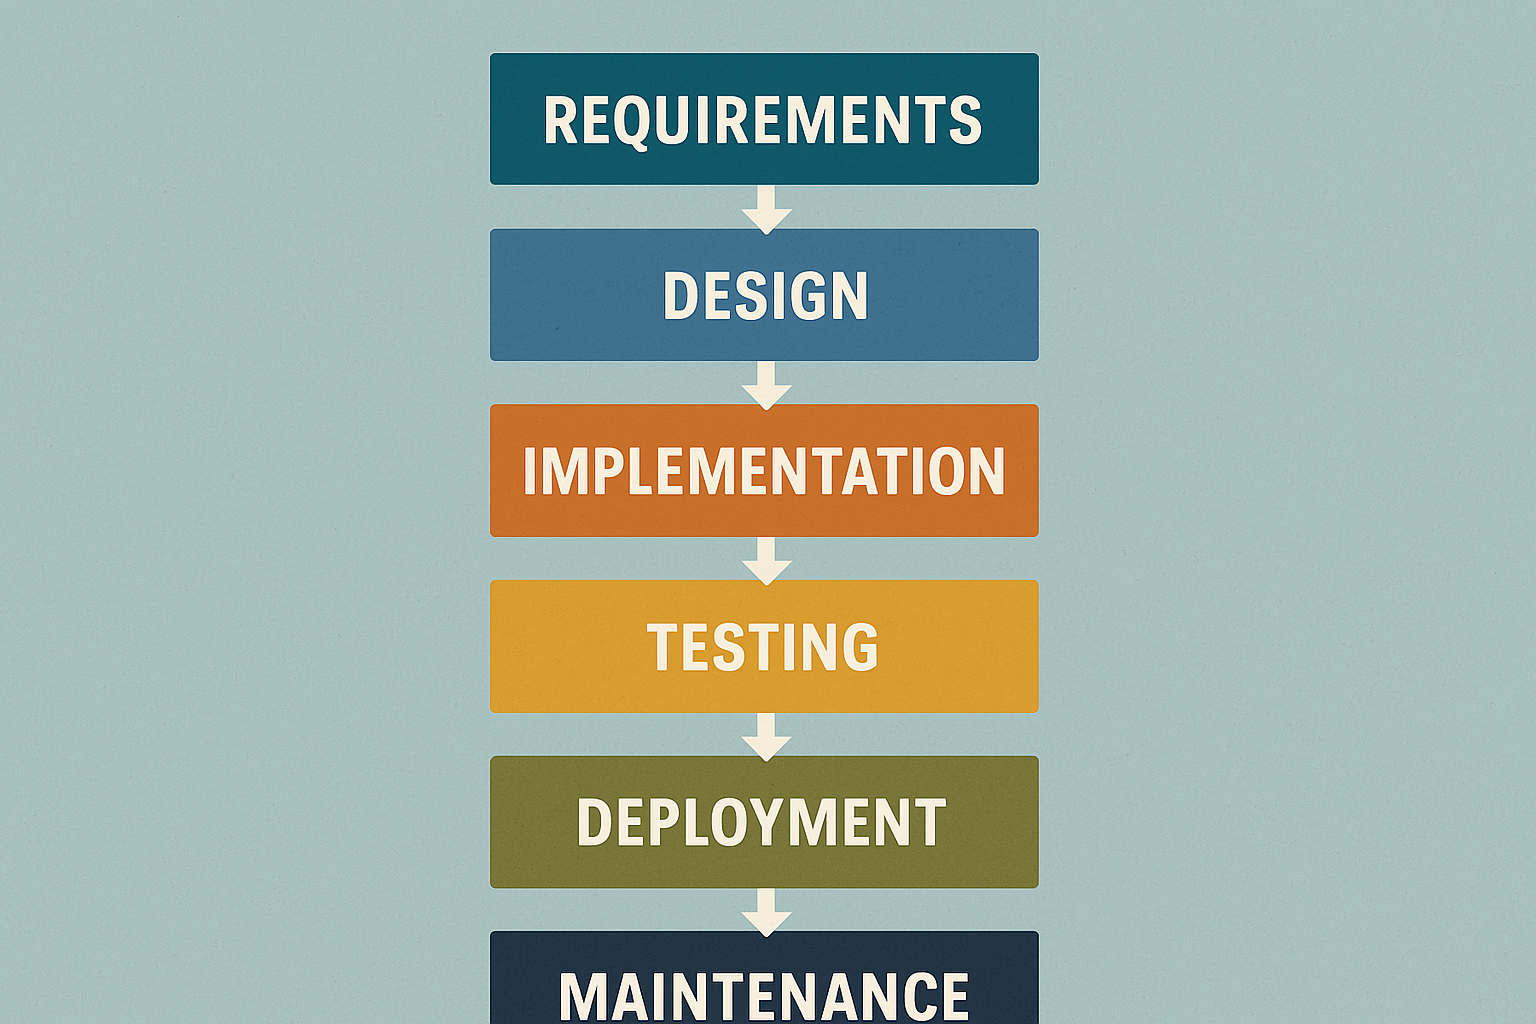 REQUIREMENTS
DESIGN
IMPLEMENTATION
TESTING
DEPLOYMENT
MAINTENANCE